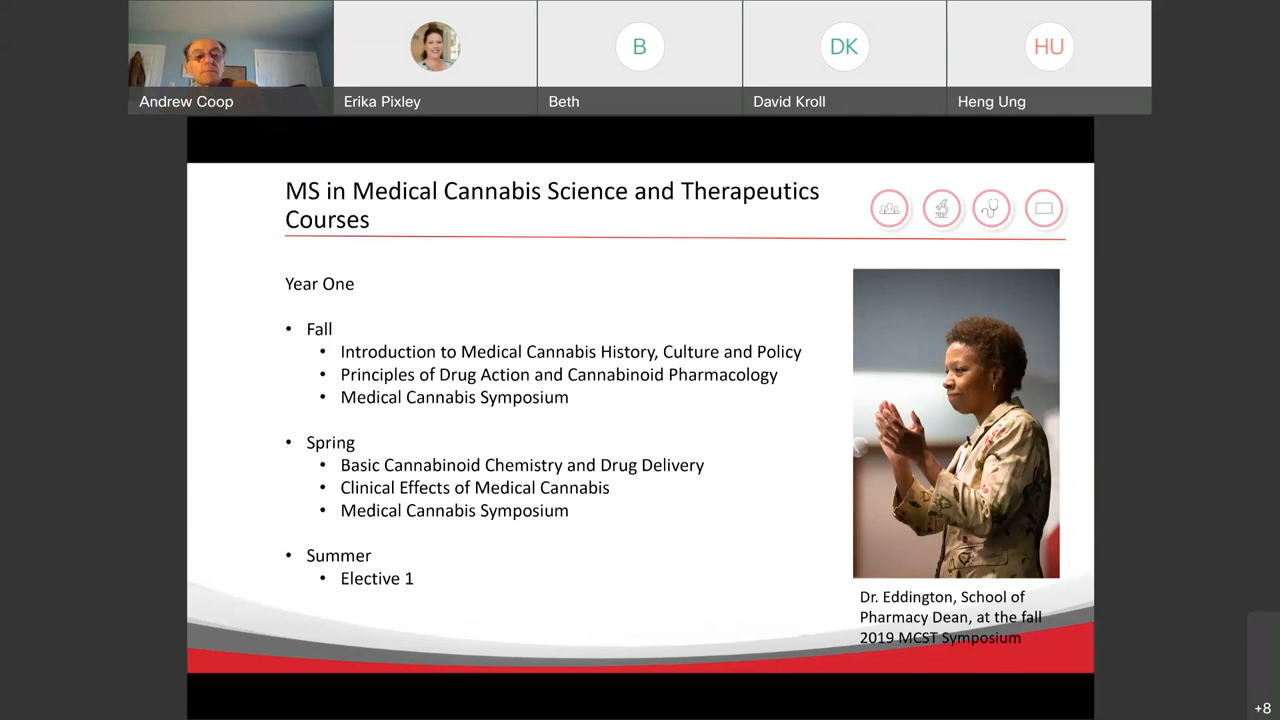 B
DK
HU
Andrew Coop
Erika Pixley
Beth
David Kroll
Heng Ung
MS in Medical Cannabis Science and Therapeutics
Courses
Year One
• Fall
• Introduction to Medical Cannabis History, Culture and Policy
• Principles of Drug Action and Cannabinoid Pharmacology
• Medical Cannabis Symposium
• Spring
• Basic Cannabinoid Chemistry and Drug Delivery
• Clinical Effects of Medical Cannabis
• Medical Cannabis Symposium
• Summer
• Elective 1
Dr. Eddington, School of
Pharmacy Dean, at the fall
2019 MCST Symposium
+8